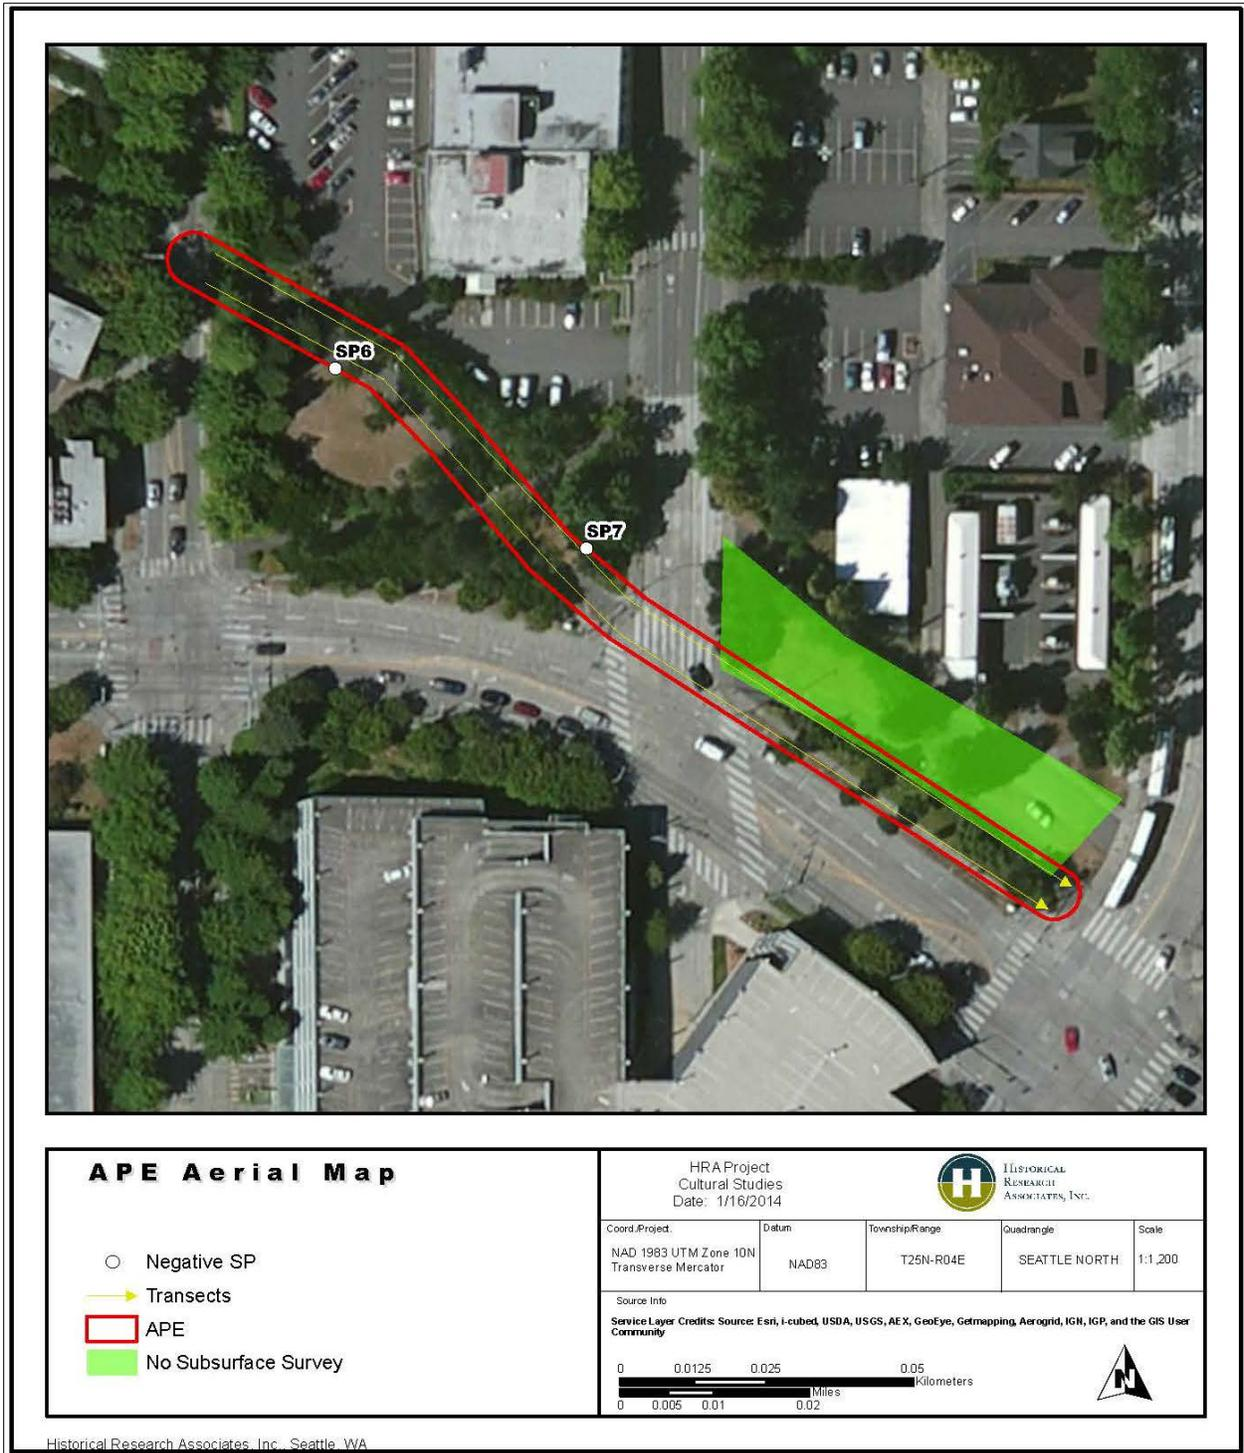 SP6
SP7
APE Aerial Map
Negative SP
Transects
APE
No Subsurface Survey
HRA Project
Cultural Studies
Date: 1/16/2014
H
HISTORICAL
RESEARCH
ASSOCIATES, INC.
Coord./Project.
NAD 1983 UTM Zone 10N
Transverse Mercator
Datum
NAD83
Township/Range
T25N-R04E
Quadrangle
SEATTLE NORTH
Scale
1:1,200
Source Info
Service Layer Credits: Source: Esri, i-cubed, USDA, USGS, AEX, GeoEye, Getmapping, Aerogrid, IGN, IGP, and the GIS User
Community
0 0.0125 0.025 0.05
Kilometers
Miles
0 0.005 0.01 0.02
N
Historical Research Associates, Inc., Seattle, WA